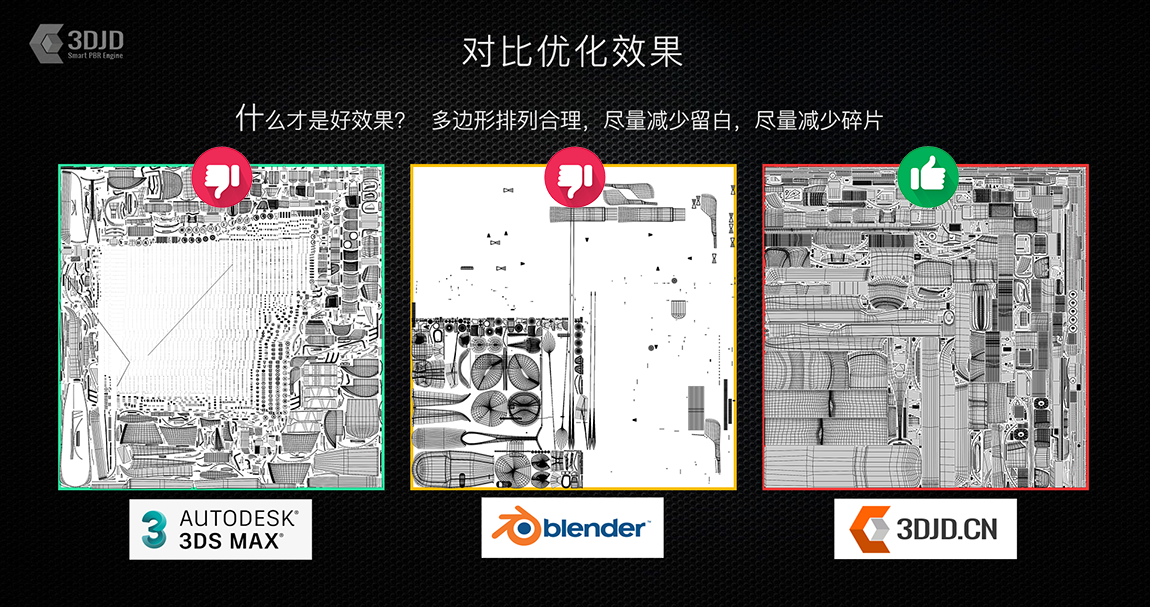 3DJD
Smart PBR Engine
对比优化效果
什么才是好效果？ 多边形排列合理，尽量减少留白，尽量减少碎片
3 AUTODESK®
3DS MAX®
blender™
3DJD.CN